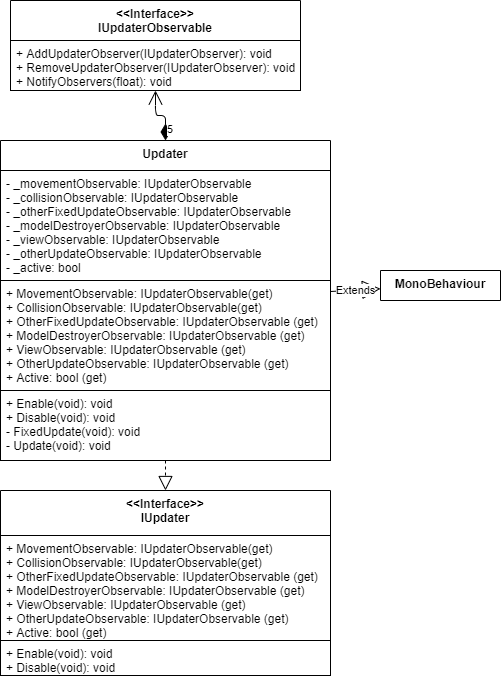 <<Interface>>
IUpdaterObservable
+ AddUpdaterObserver(IUpdaterObserver): void
+ RemoveUpdaterObserver(IUpdaterObserver): void
+ NotifyObservers(float): void
5
Updater
- _movementObservable: IUpdaterObservable
- _collisionObservable: IUpdaterObservable
- _otherFixedUpdateObservable: IUpdaterObservable
- _modelDestroyerObservable: IUpdaterObservable
- _viewObservable: IUpdaterObservable
- _otherUpdateObservable: IUpdaterObservable
- _active: bool
+ MovementObservable: IUpdaterObservable(get)
+ CollisionObservable: IUpdaterObservable(get)
+ OtherFixedUpdateObservable: IUpdaterObservable (get)
+ ModelDestroyerObservable: IUpdaterObservable (get)
+ ViewObservable: IUpdaterObservable (get)
+ OtherUpdateObservable: IUpdaterObservable (get)
+ Active: bool (get)
+ Enable(void): void
+ Disable(void): void
- FixedUpdate(void): void
- Update(void): void
Extends
MonoBehaviour
<<Interface>>
IUpdater
+ MovementObservable: IUpdaterObservable(get)
+ CollisionObservable: IUpdaterObservable(get)
+ OtherFixedUpdateObservable: IUpdaterObservable (get)
+ ModelDestroyerObservable: IUpdaterObservable (get)
+ ViewObservable: IUpdaterObservable (get)
+ OtherUpdateObservable: IUpdaterObservable (get)
+ Active: bool (get)
+ Enable(void): void
+ Disable(void): void